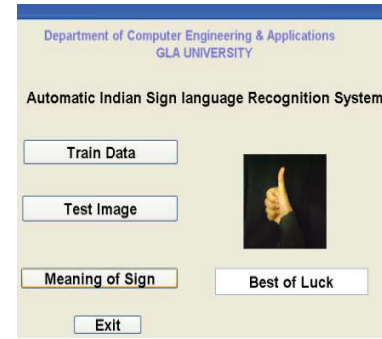 Department of Computer Engineering & Applications
GLA UNIVERSITY
Automatic Indian Sign language Recognition System
Train Data
Test Image
Meaning of Sign
Best of Luck
Exit